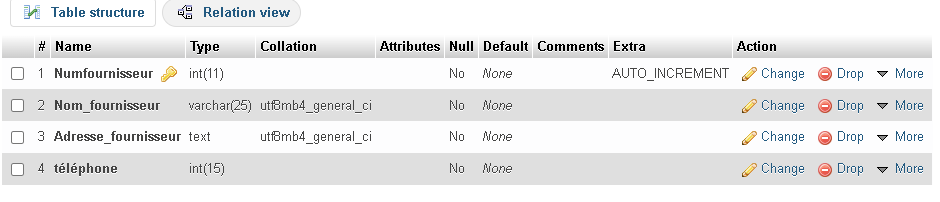 Table structure Relation view
# Name Type Collation Attributes Null Default Comments Extra Action
1 Numfournisseur int(11) No None AUTO_INCREMENT Change Drop More
2 Nom_fournisseur varchar(25) utf8mb4_general_ci No None Change Drop More
3 Adresse_fournisseur text utf8mb4_general_ci No None Change Drop More
4 téléphone int(15) No None Change Drop More